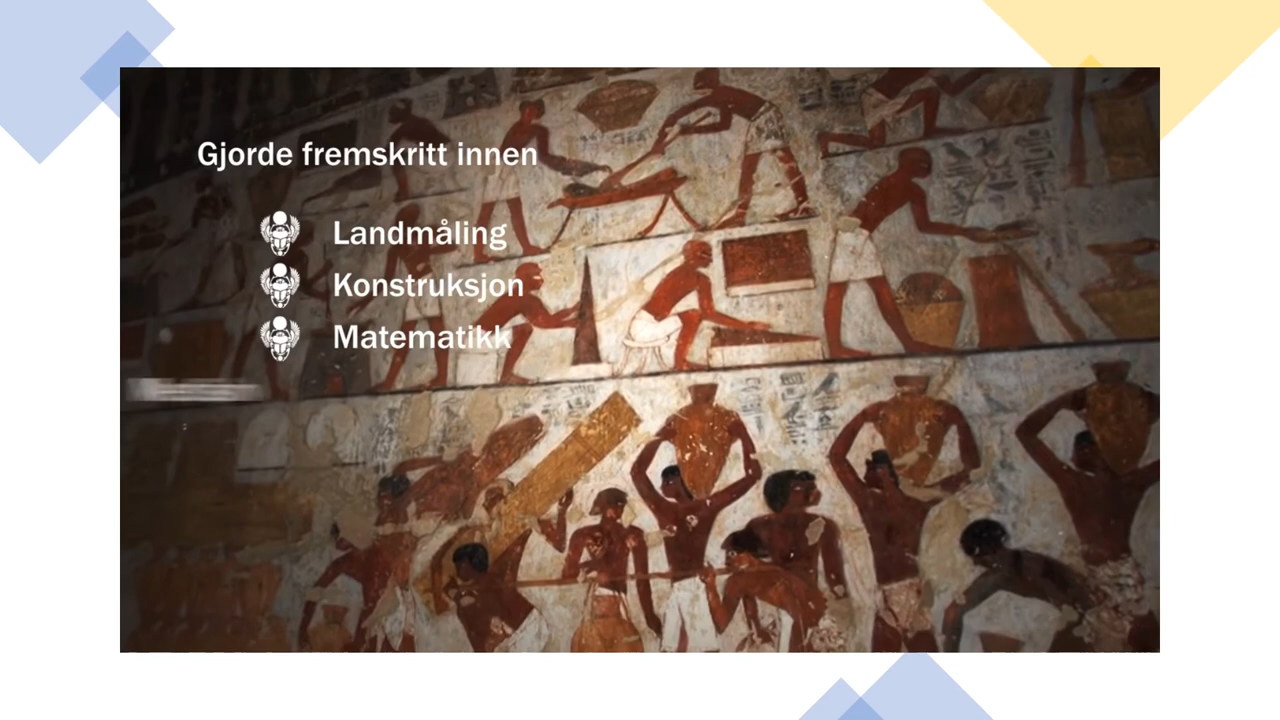 Gjorde fremskritt innen
Landmåling
Konstruksjon
Matematikk